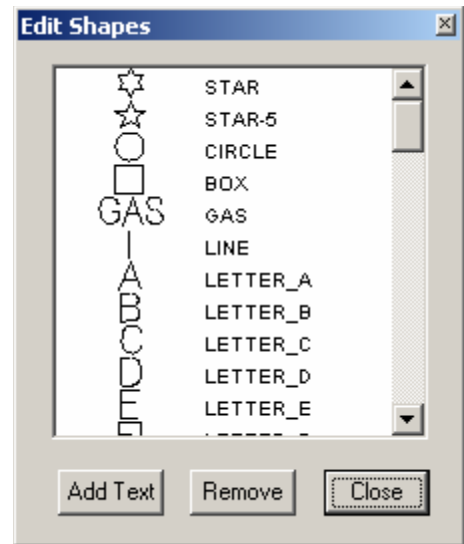 Edit Shapes
STAR
STAR-5
CIRCLE
BOX
GAS GAS
LINE
A LETTER_A
B LETTER_B
C LETTER_C
D LETTER_D
E LETTER_E
Add Text Remove Close